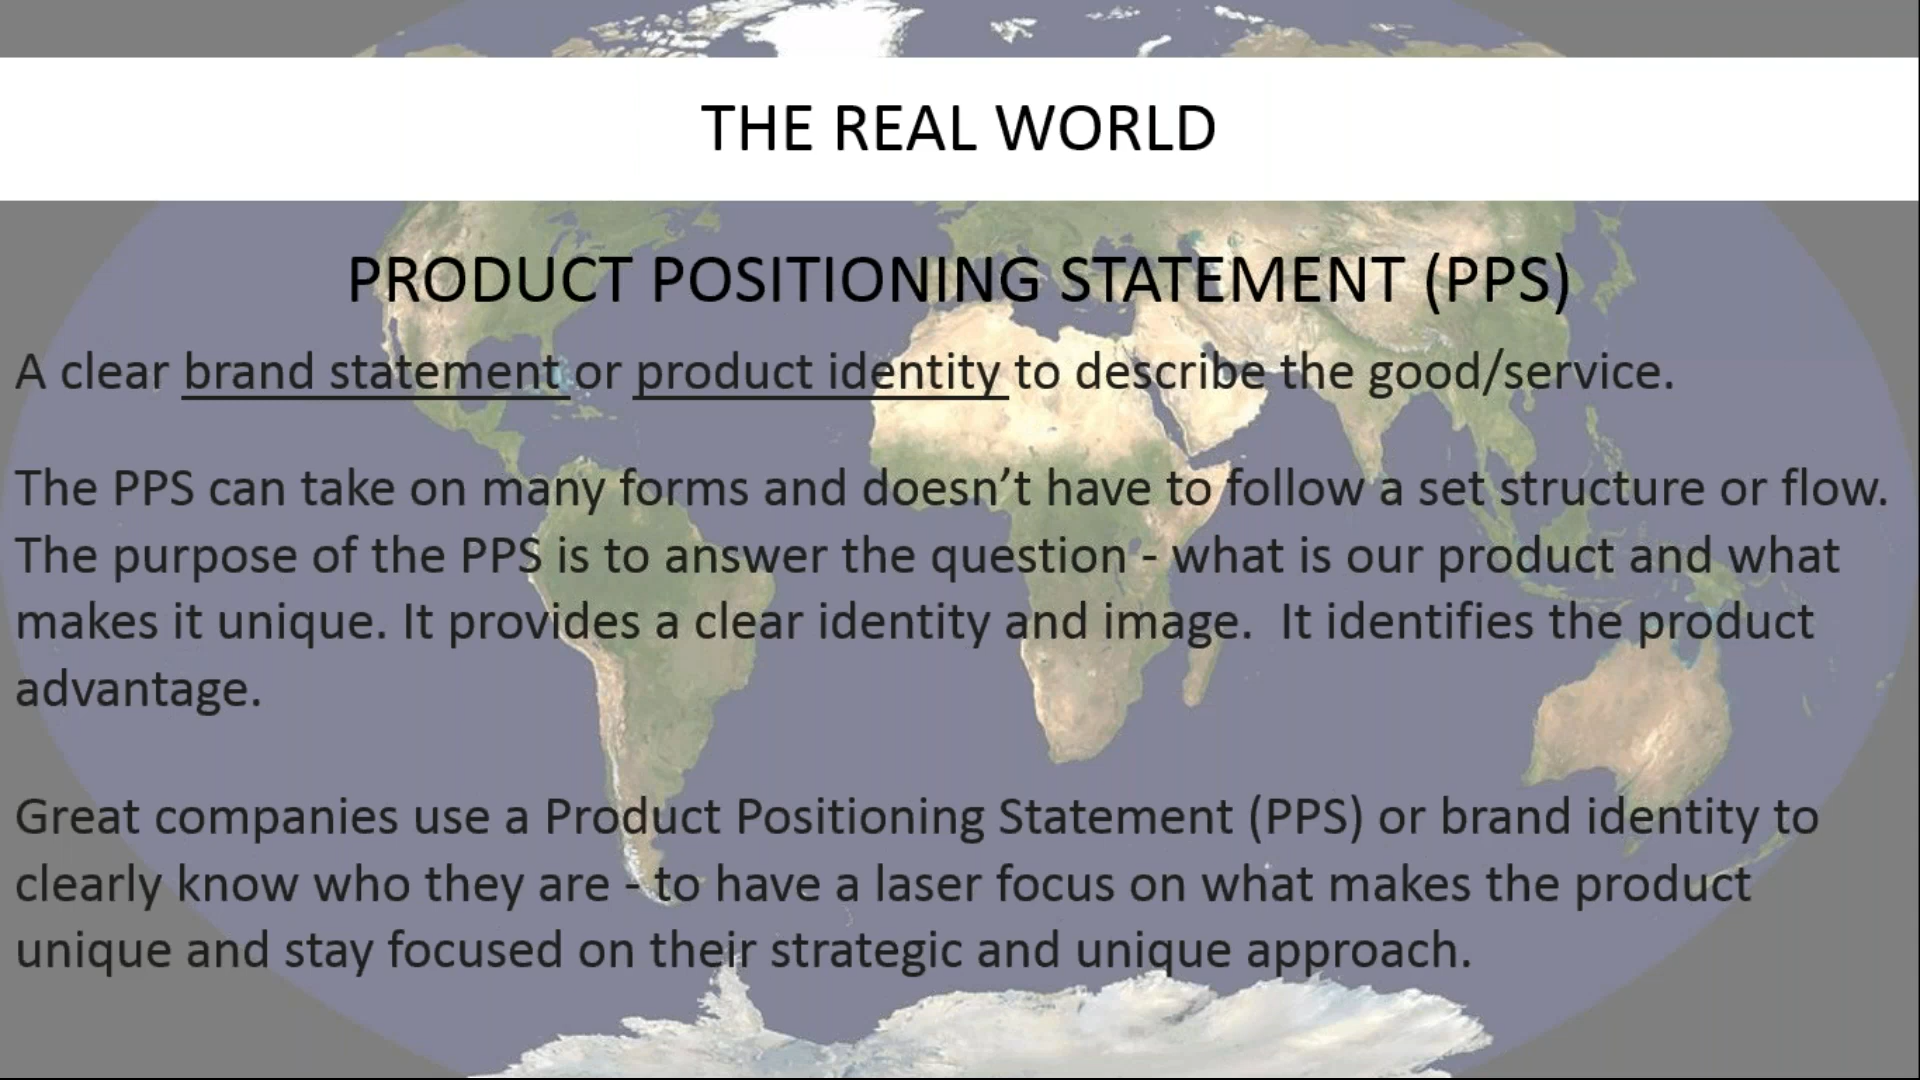 THE REAL WORLD
PRODUCT POSITIONING STATEMENT (PPS)
A clear brand statement or product identity to describe the good/service.
The PPS can take on many forms and doesn’t have to follow a set structure or flow.
The purpose of the PPS is to answer the question - what is our product and what
makes it unique. It provides a clear identity and image.  It identifies the product
advantage.
Great companies use a Product Positioning Statement (PPS) or brand identity to
clearly know who they are - to have a laser focus on what makes the product
unique and stay focused on their strategic and unique approach.